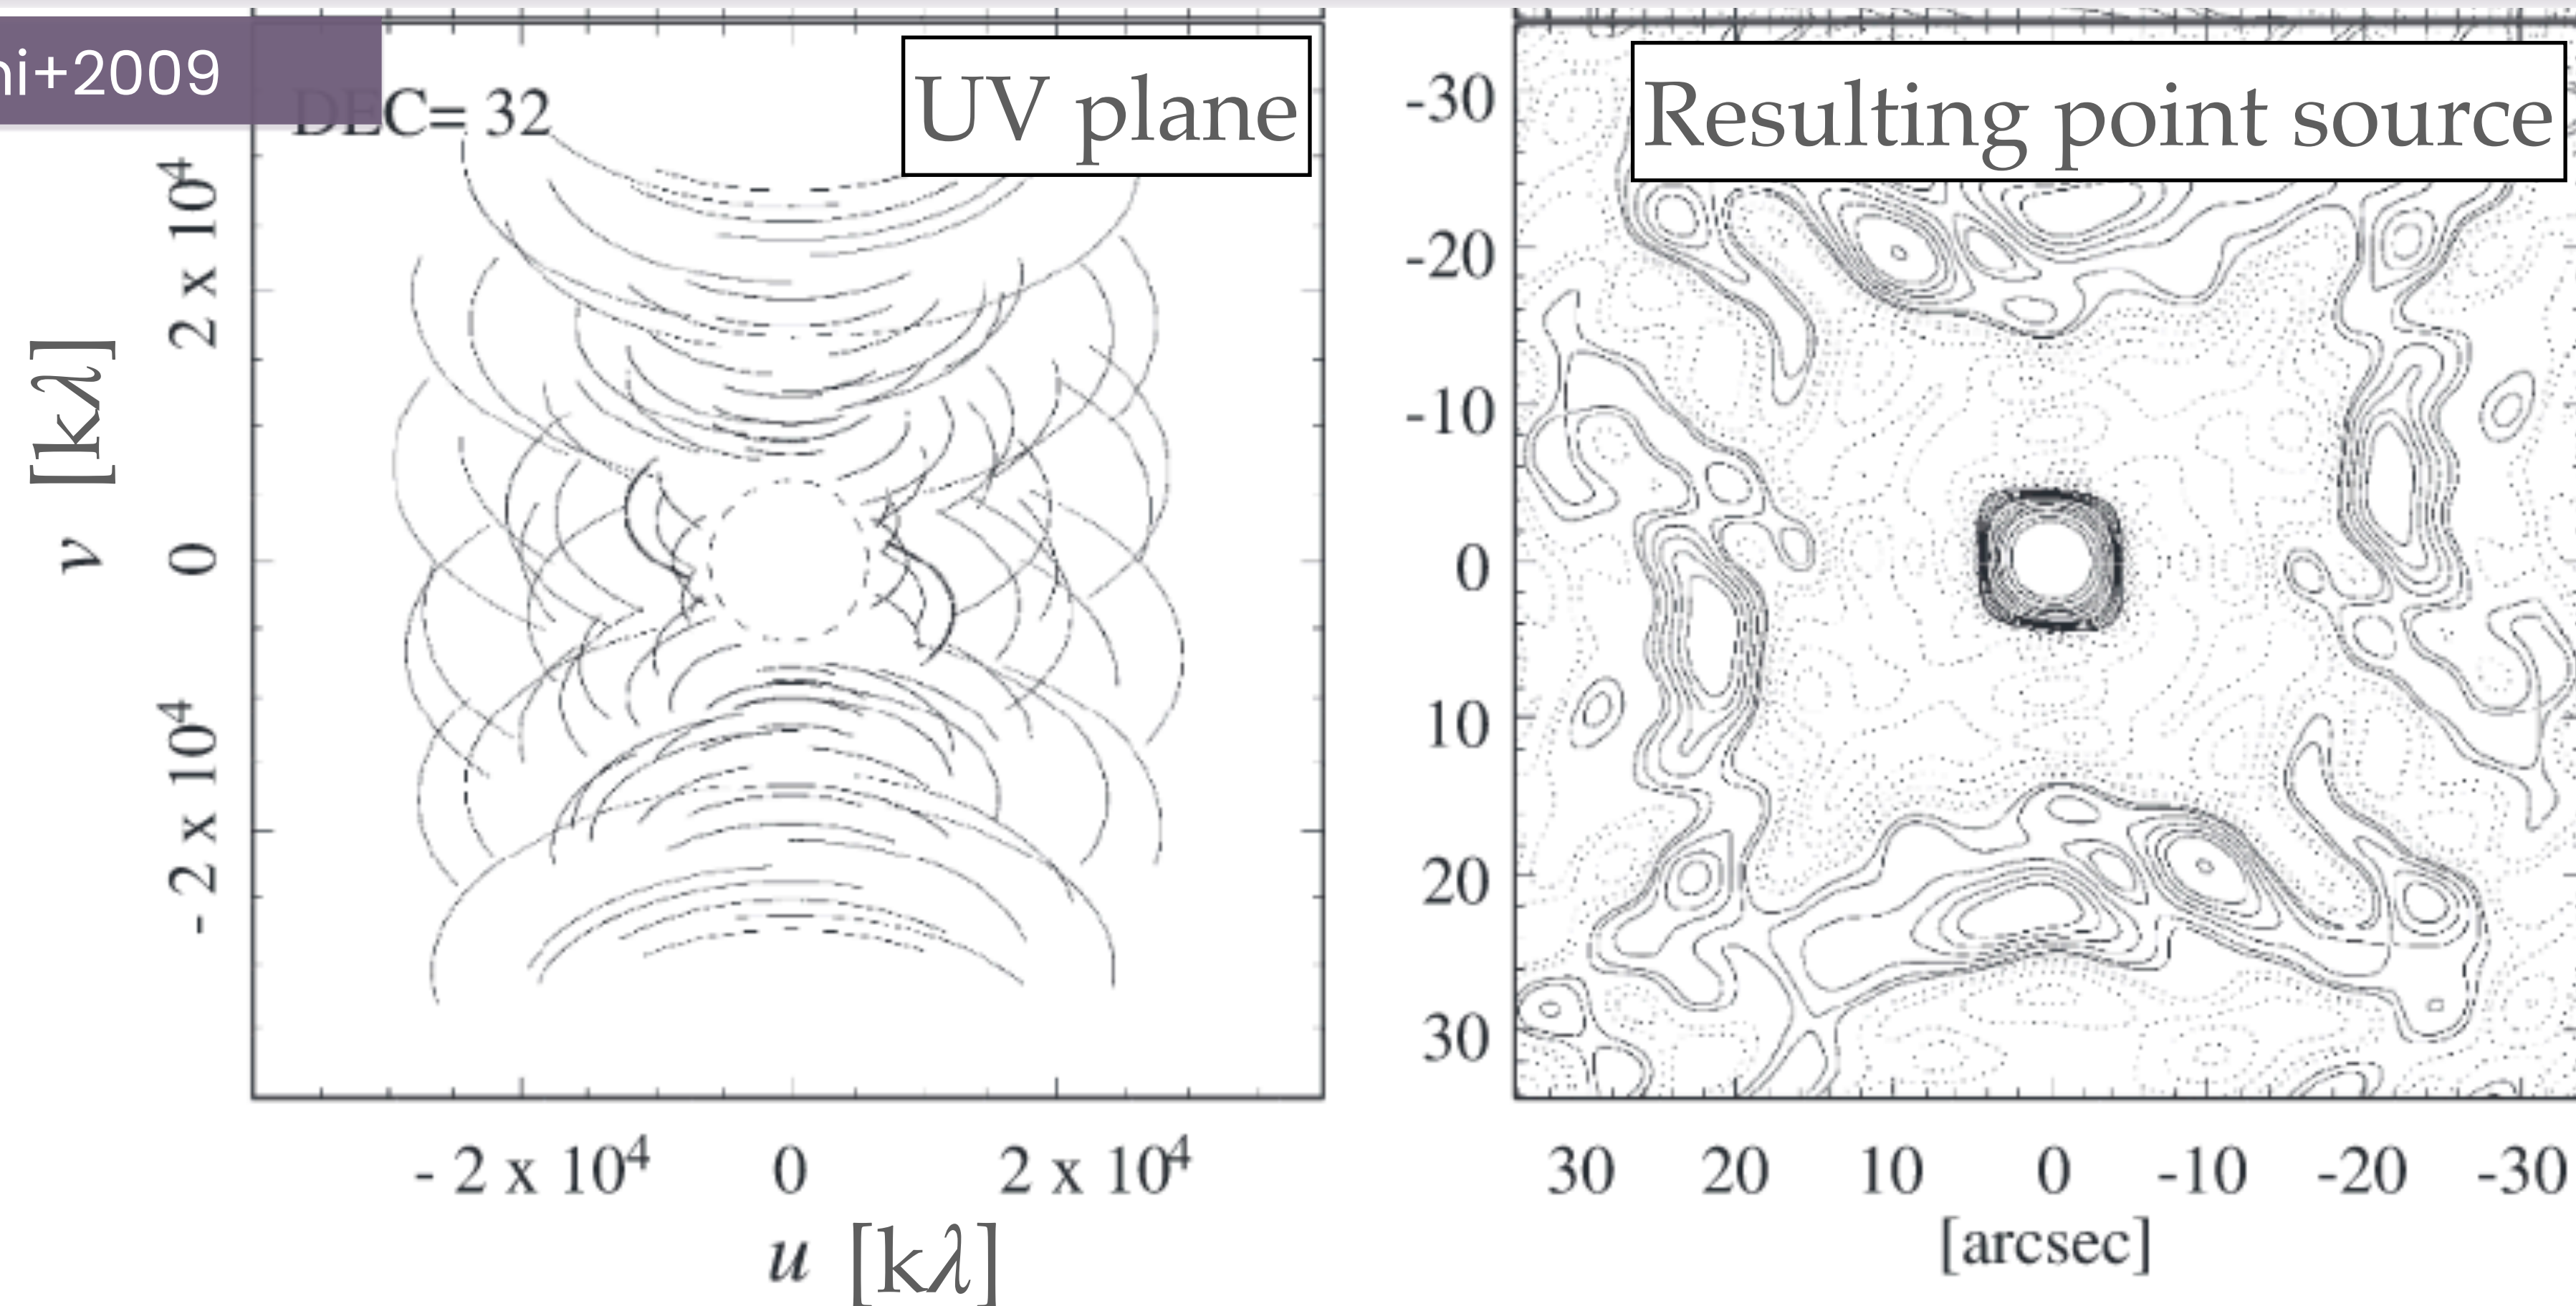 ni+2009
DEC= 32
UV plane
2 x 10⁴
0
- 2 x 10⁴
v [kλ]
- 2 x 10⁴ 0 2 x 10⁴
u [kλ]
Resulting point source
-30
-20
-10
0
10
20
30
30 20 10 0 -10 -20 -30
[arcsec]